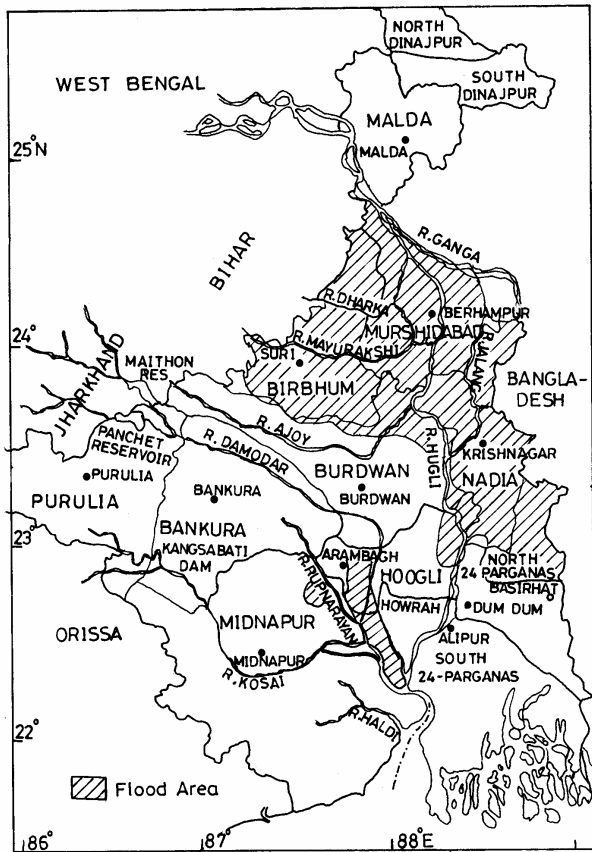 NORTH
DINAJPUR
WEST BENGAL
SOUTH
DINAJPUR
MALDA
MALDA
25°N
R.GANGA
BIHAR
R.DHARKA
BERHAMPUR
MURSHIDABAD
24°
R.MAYURAKSHI
R.JALANGI
SURI
MAITHON
RES.
BIRBHUM
BANGLA-
DESH
JHARKHAND
R. AJOY
PANCHET
RESERVOIR
R. DAMODAR
R.HUGLI
KRISHNAGAR
PURULIA
BURDWAN
NADIA
PURULIA
BANKURA
BURDWAN
23°
BANKURA
ARAMBAGH
KANGSABATI
DAM
HOOGLI
NORTH
24 PARGANAS
BASIRHAT
R.RUPNARAYAN
HOWRAH
DUM DUM
ORISSA
MIDNAPUR
ALIPUR
MIDNAPUR
SOUTH
24-PARGANAS
R.KOSAI
22°
R.HALDI
Flood Area
86°
87°
88°E